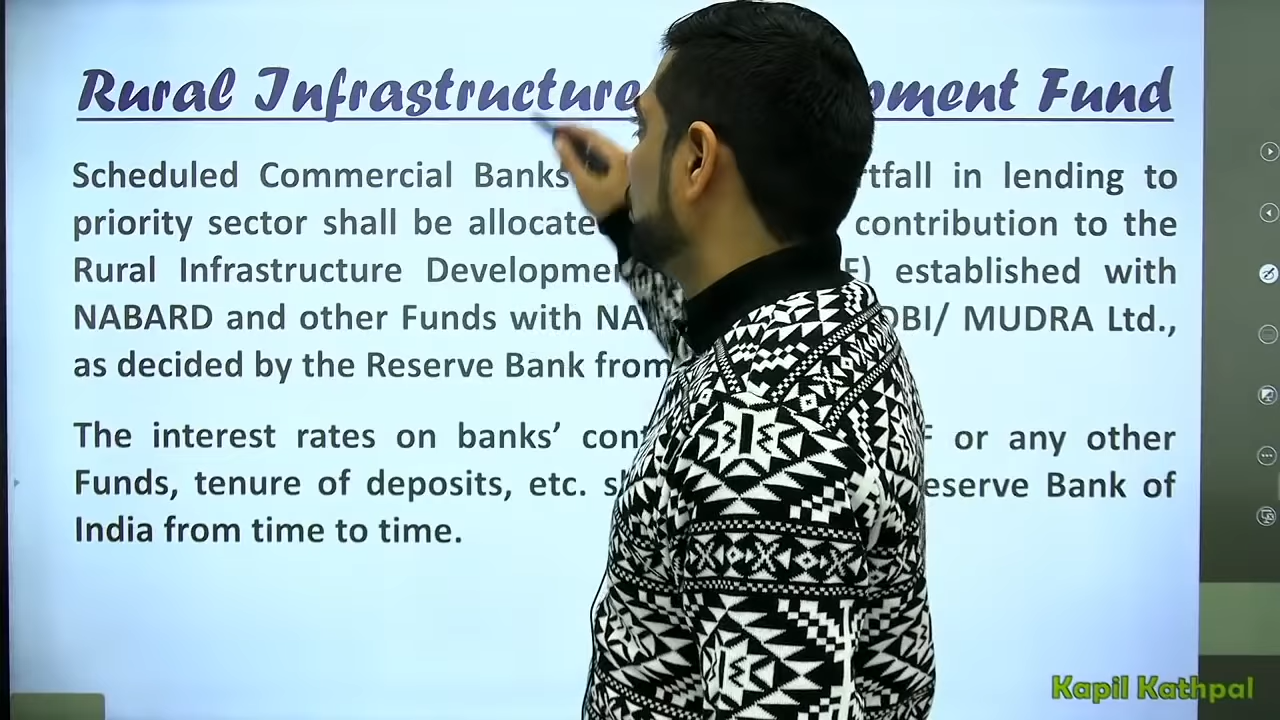 Rural Infrastructure pment Fund
Scheduled Commercial Banks rtfall in lending to
priority sector shall be allocate contribution to the
Rural Infrastructure Developmen F) established with
NABARD and other Funds with NA OBI/ MUDRA Ltd.,
as decided by the Reserve Bank from
The interest rates on banks’ con F or any other
Funds, tenure of deposits, etc. s eserve Bank of
India from time to time.
Kapil Kathpal